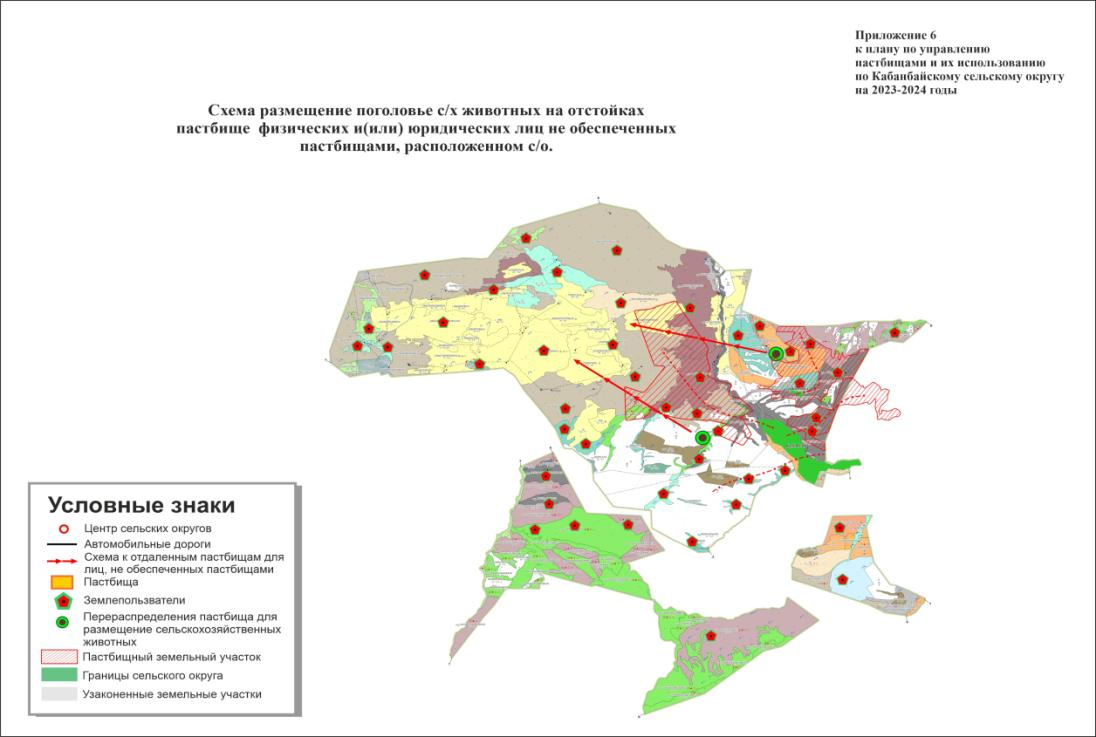 Приложение 6
к плану по управлению
пастбищами и их использованию
по Кабанбайскому сельскому округу
на 2023-2024 годы
Схема размещение поголовье с/х животных на отстойках
пастбище физических и(или) юридических лиц не обеспеченных
пастбищами, расположенном с/о.
Условные знаки
Центр сельских округов
Автомобильные дороги
Схема к отдаленным пастбищам для
лиц, не обеспеченных пастбищами
Пастбища
Землепользватели
Перераспределения пастбища для
размещение сельскохозяйственных
животных
Пастбищный земельный участок
Границы сельского округа
Узаконенные земельные участки